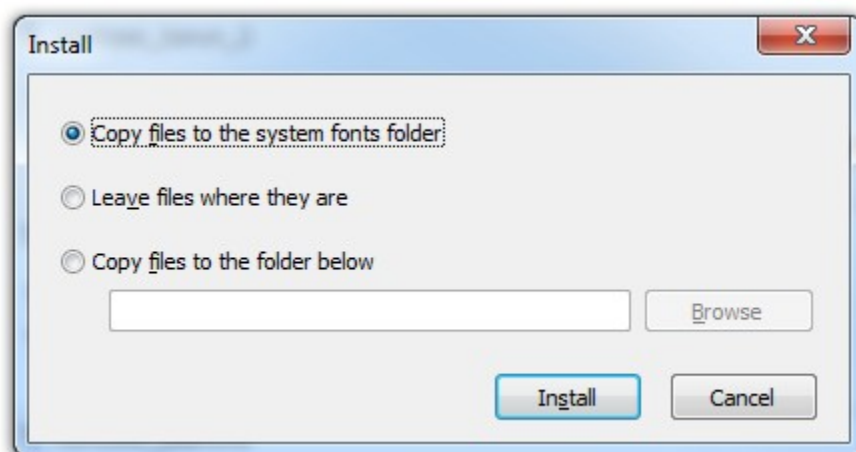 Install
Copy files to the system fonts folder
Leave files where they are
Copy files to the folder below
Browse
Install
Cancel